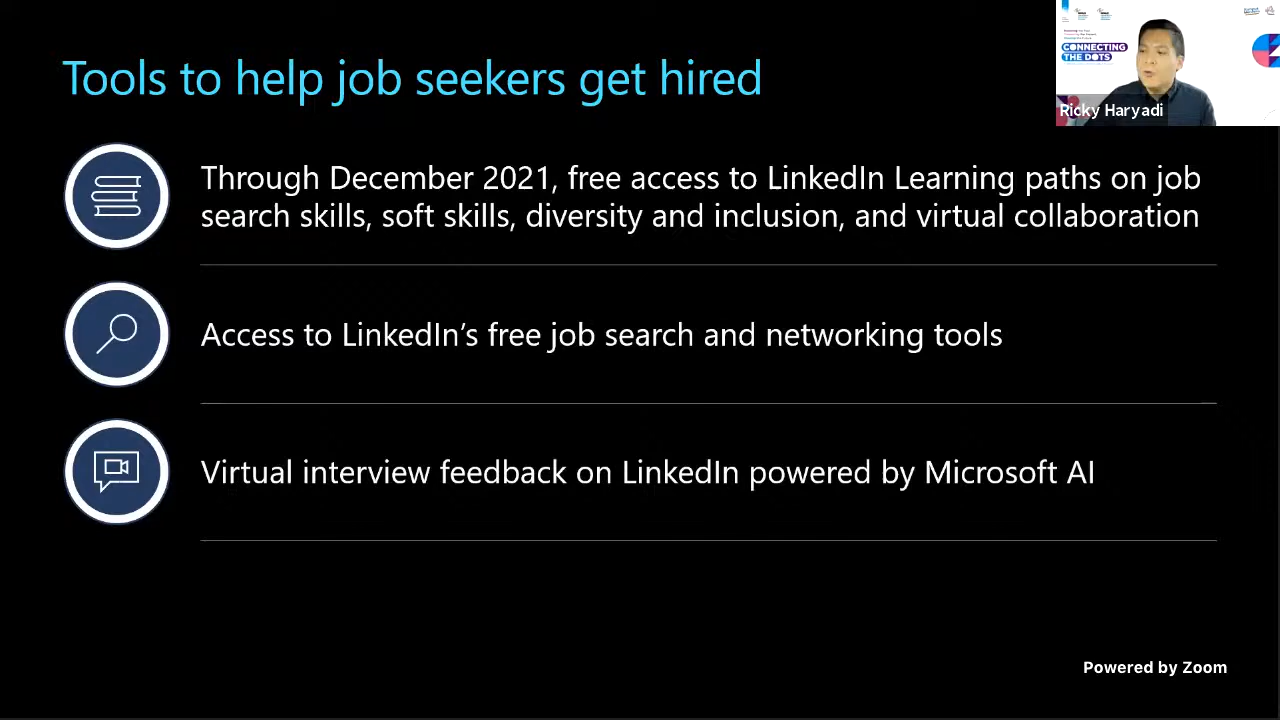 Tools to help job seekers get hired
CONNECTING
THE DOTS
Ricky Haryadi
Through December 2021, free access to LinkedIn Learning paths on job
search skills, soft skills, diversity and inclusion, and virtual collaboration
Access to LinkedIn’s free job search and networking tools
Virtual interview feedback on LinkedIn powered by Microsoft AI
Powered by Zoom